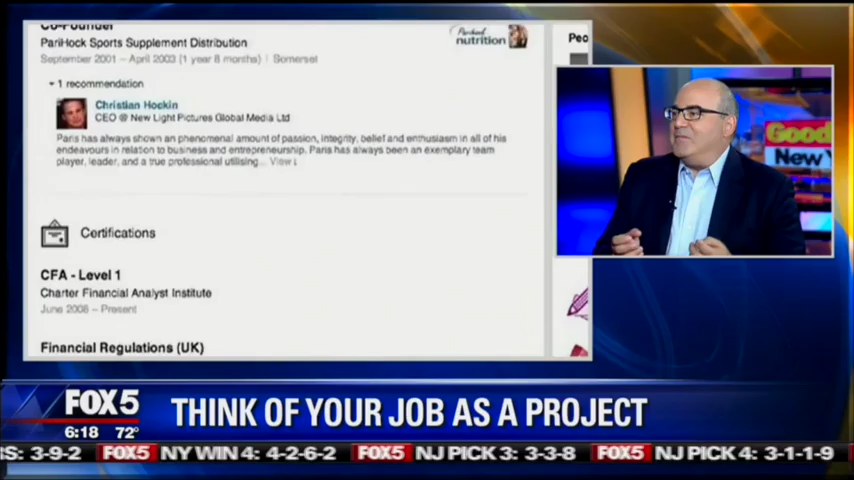 Co-Founder
PariHock Sports Supplement Distribution
September 2001 – April 2003 (1 year 8 months) | Somerset
1 recommendation
Christian Hockin
CEO @ New Light Pictures Global Media Ltd
Paris has always shown an phenomenal amount of passion, integrity, belief and enthusiasm in all of his
endeavours in relation to business and entrepreneurship. Paris has always been an exemplary team
player, leader, and a true professional utilising... View ↓
Certifications
CFA - Level 1
Charter Financial Analyst Institute
June 2008 – Present
Financial Regulations (UK)
PariHock
nutrition
Peo
Good
New Y
FOX5
6:18 72°
THINK OF YOUR JOB AS A PROJECT
RS: 3-9-2 FOX5 NY WIN 4: 4-2-6-2 FOX5 NJ PICK 3: 3-3-8 FOX5 NJ PICK 4: 3-1-1-9